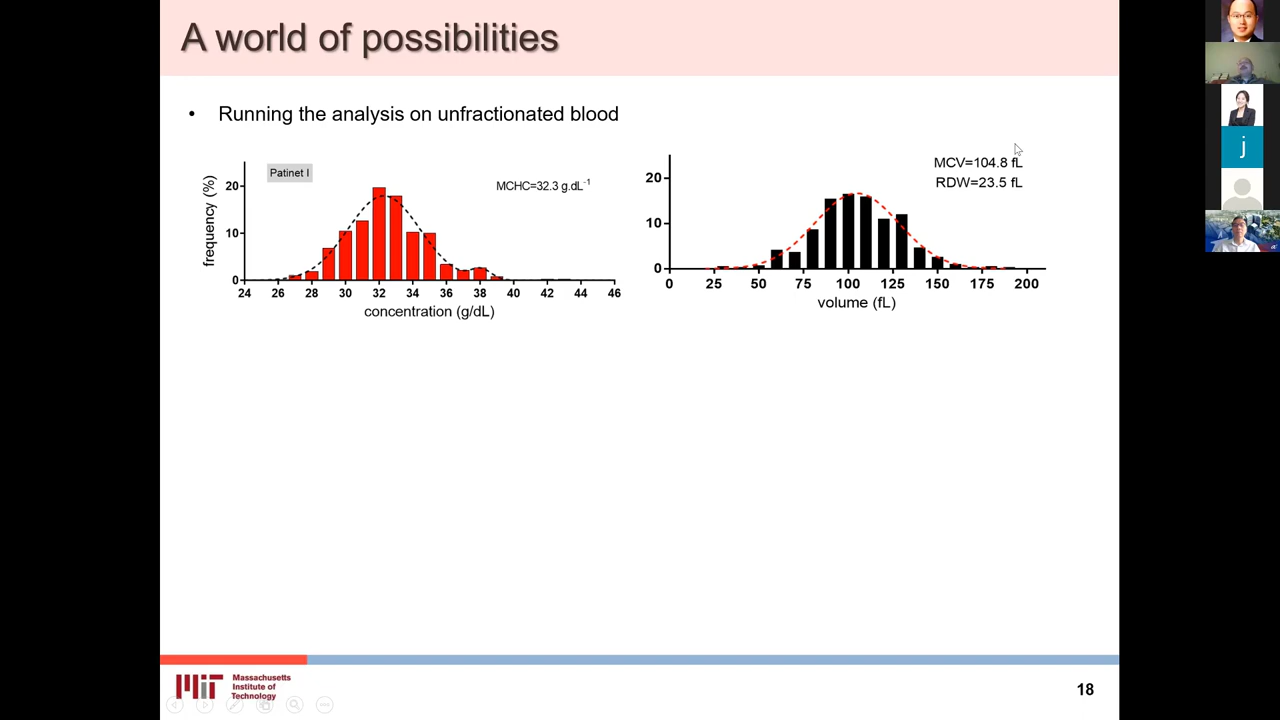 A world of possibilities
• Running the analysis on unfractionated blood
Patinet I
MCHC=32.3 g.dL-1
frequency (%)
20
10
0
24 26 28 30 32 34 36 38 40 42 44 46
concentration (g/dL)
MCV=104.8 fL
RDW=23.5 fL
20
10
0
0 25 50 75 100 125 150 175 200
volume (fL)
j
MIT
Massachusetts
Institute of
Technology
18